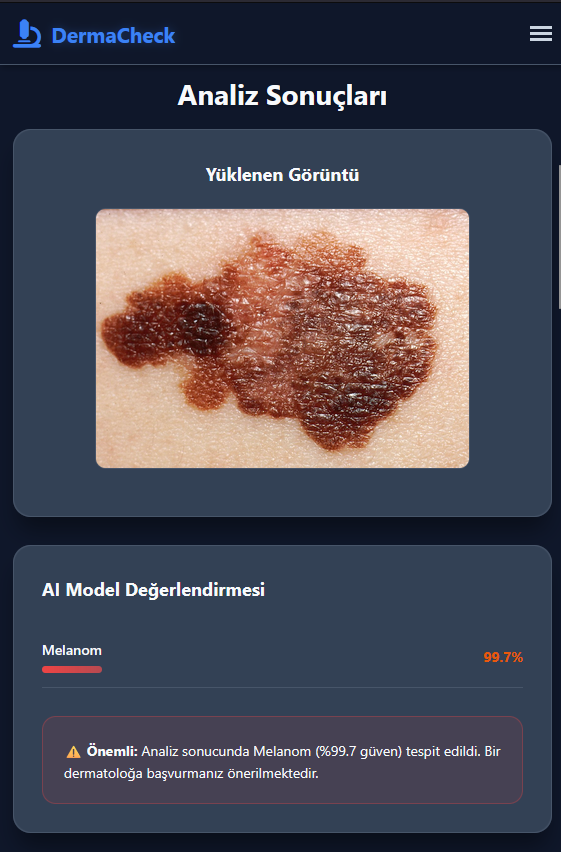 DermaCheck
Analiz Sonuçları
Yüklenen Görüntü
AI Model Değerlendirmesi
Melanom
99.7%
⚠️ Önemli: Analiz sonucunda Melanom (%99.7 güven) tespit edildi. Bir
dermatoloğa başvurmanız önerilmektedir.